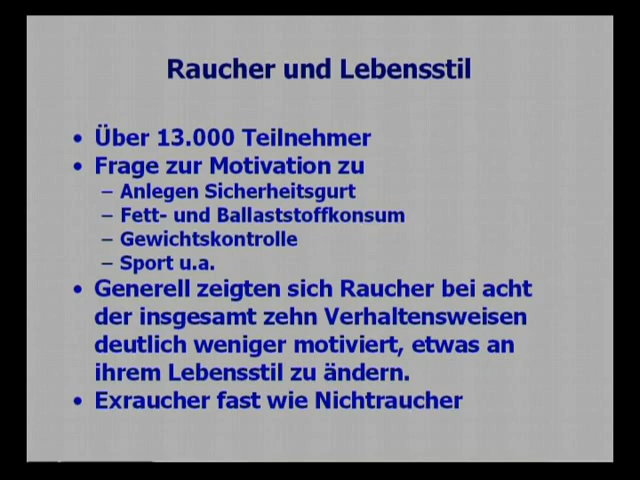 Raucher und Lebensstil
• Über 13.000 Teilnehmer
• Frage zur Motivation zu
– Anlegen Sicherheitsgurt
– Fett- und Ballaststoffkonsum
– Gewichtskontrolle
– Sport u.a.
• Generell zeigten sich Raucher bei acht
der insgesamt zehn Verhaltensweisen
deutlich weniger motiviert, etwas an
ihrem Lebensstil zu ändern.
• Exraucher fast wie Nichtraucher